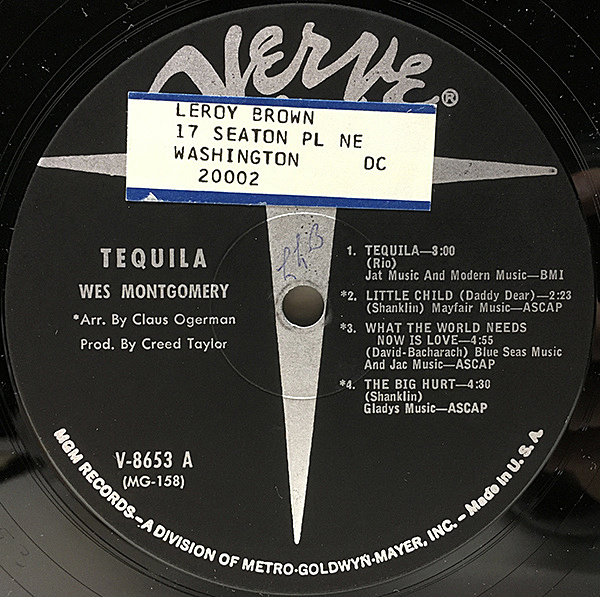 Verve®
LEROY BROWN
17 SEATON PL NE
WASHINGTON DC
20002
TEQUILA
WES MONTGOMERY
*Arr. By Claus Ogerman
Prod. By Creed Taylor
V-8653 A
(MG-158)
1. TEQUILA—3:00
(Rio)
Jat Music And Modern Music—BMI
*2. LITTLE CHILD (Daddy Dear)—2:23
(Shanklin) Mayfair Music—ASCAP
*3. WHAT THE WORLD NEEDS
NOW IS LOVE—4:55
(David-Bacharach) Blue Seas Music
And Jac Music—ASCAP
*4. THE BIG HURT—4:30
(Shanklin)
Gladys Music—ASCAP
MGM RECORDS—A DIVISION OF METRO-GOLDWYN-MAYER, INC. — Made in U.S.A.